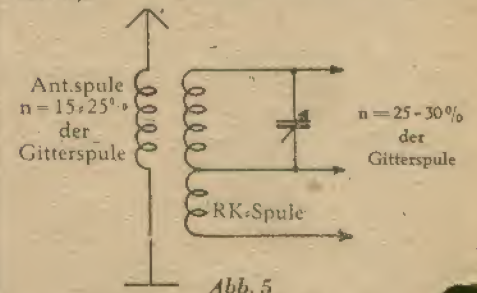 Ant.spule
n = 15-25%
der
Gitterspule
n = 25-30%
der
Gitterspule
RK-Spule
Abb. 5